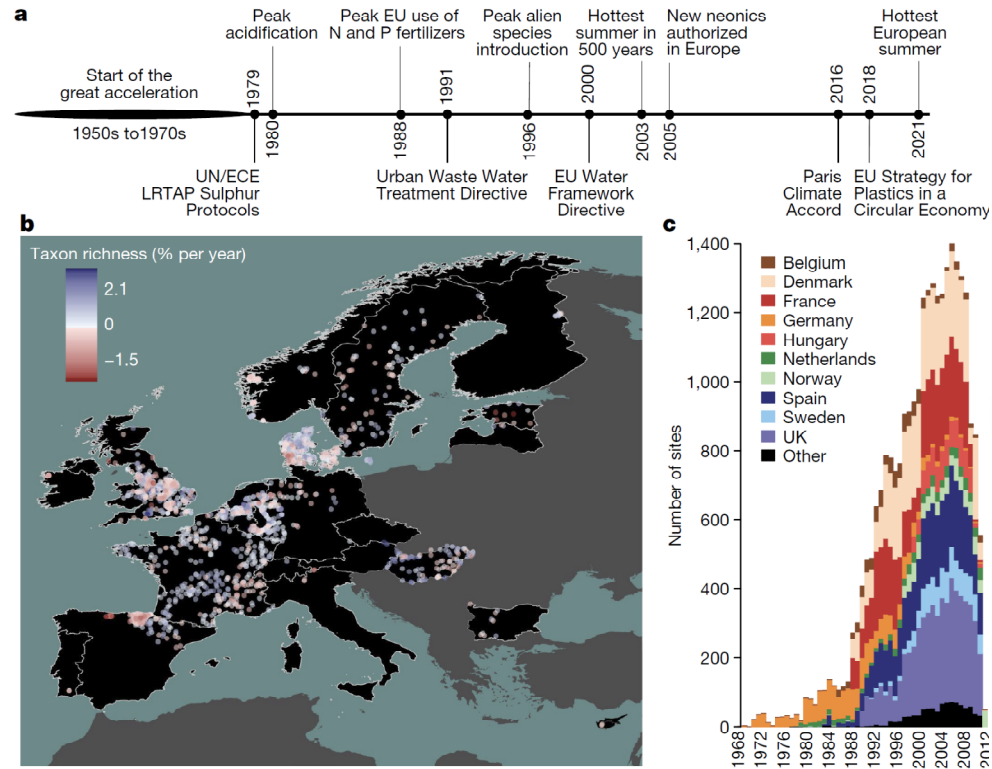 a
Peak
acidification
Peak EU use of
N and P fertilizers
Peak alien
species
introduction
Hottest
summer in
500 years
New neonics
authorized
in Europe
Hottest
European
summer
Start of the
great acceleration
1950s to1970s
1979
1980
1988
1991
1996
2000
2003
2005
2016
2018
2021
UN/ECE
LRTAP Sulphur
Protocols
Urban Waste Water
Treatment Directive
EU Water
Framework
Directive
Paris
Climate
Accord
EU Strategy for
Plastics in a
Circular Economy
b
Taxon richness (% per year)
2.1
0
−1.5
c
1,400
1,200
1,000
800
600
400
200
0
Number of sites
Belgium
Denmark
France
Germany
Hungary
Netherlands
Norway
Spain
Sweden
UK
Other
1968
1972
1976
1980
1984
1988
1992
1996
2000
2004
2008
2012